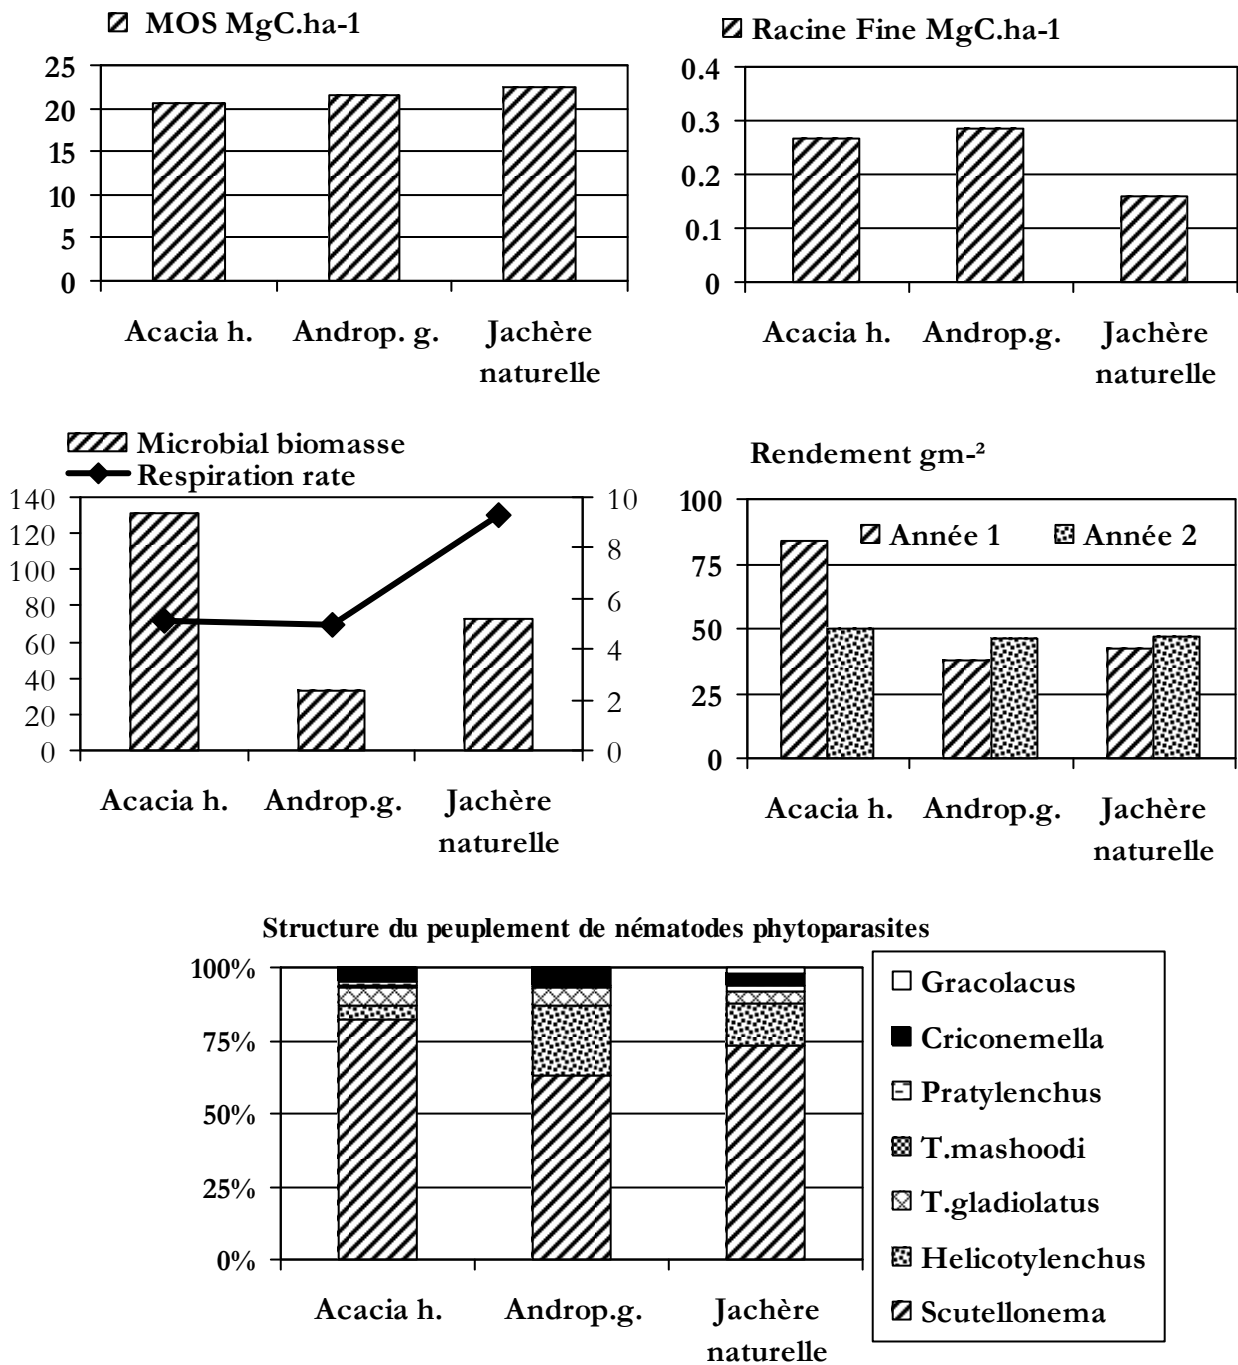 MOS MgC.ha-1
25
20
15
10
5
0
Acacia h.
Androp. g.
Jachère
naturelle
Racine Fine MgC.ha-1
0.4
0.3
0.2
0.1
0
Acacia h.
Androp.g.
Jachère
naturelle
Microbial biomasse
Respiration rate
140
120
100
80
60
40
20
0
10
8
6
4
2
0
Acacia h.
Androp.g.
Jachère
naturelle
Rendement gm-²
100
75
50
25
0
Année 1
Année 2
Acacia h.
Androp.g.
Jachère
naturelle
Structure du peuplement de nématodes phytoparasites
100%
75%
50%
25%
0%
Acacia h.
Androp.g.
Jachère
naturelle
Gracolacus
Criconemella
Pratylenchus
T.mashoodi
T.gladiolatus
Helicotylenchus
Scutellonema